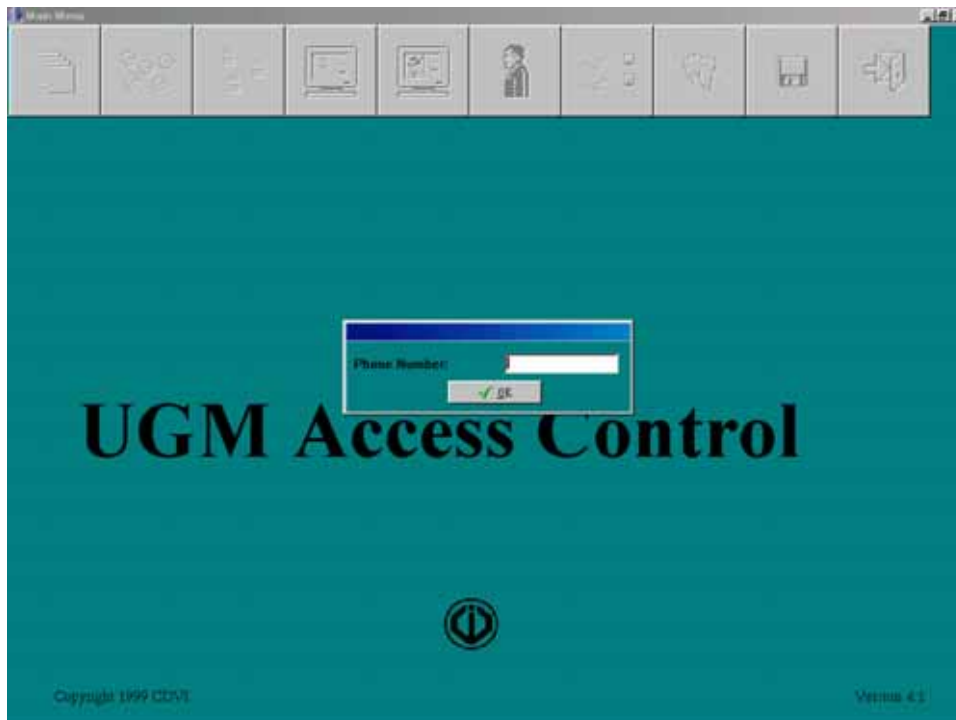 Main Menu
Phone Number:
OK
UGM Access Control
Copyright 1999 CDVI
Version 4.1